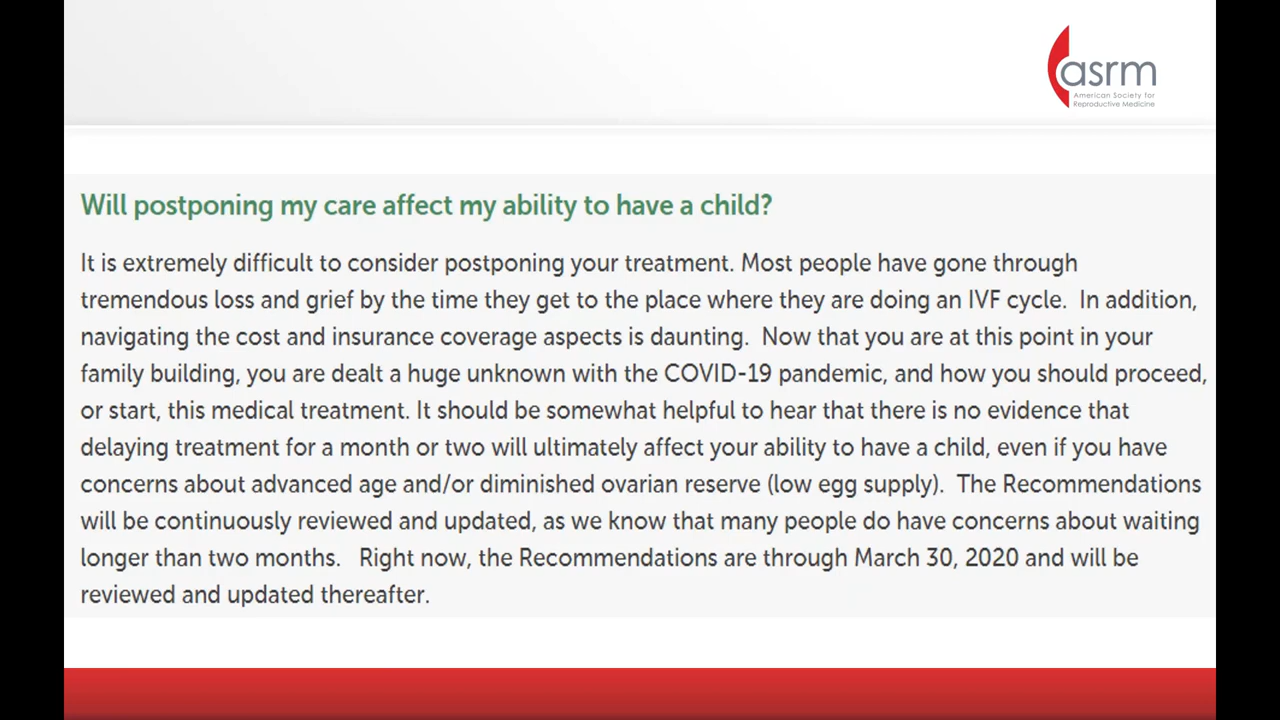 asrm
American Society for
Reproductive Medicine
Will postponing my care affect my ability to have a child?
It is extremely difficult to consider postponing your treatment. Most people have gone through
tremendous loss and grief by the time they get to the place where they are doing an IVF cycle.  In addition,
navigating the cost and insurance coverage aspects is daunting.  Now that you are at this point in your
family building, you are dealt a huge unknown with the COVID-19 pandemic, and how you should proceed,
or start, this medical treatment. It should be somewhat helpful to hear that there is no evidence that
delaying treatment for a month or two will ultimately affect your ability to have a child, even if you have
concerns about advanced age and/or diminished ovarian reserve (low egg supply).  The Recommendations
will be continuously reviewed and updated, as we know that many people do have concerns about waiting
longer than two months.   Right now, the Recommendations are through March 30, 2020 and will be
reviewed and updated thereafter.